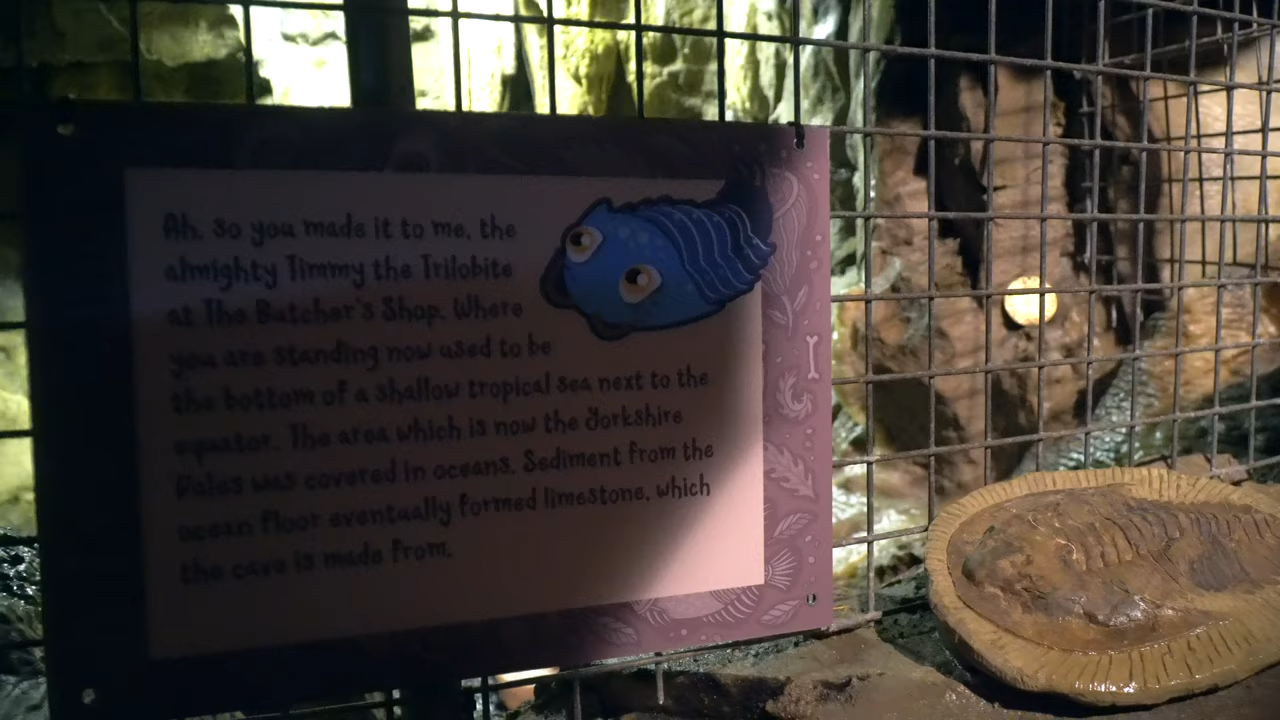 Ah, so you made it to me, the
almighty Timmy the Trilobite
at The Butcher's Shop. Where
you are standing now used to be
the bottom of a shallow tropical sea next to the
equator. The area which is now the Yorkshire
Dales was covered in oceans. Sediment from the
ocean floor eventually formed limestone, which
the cave is made from.